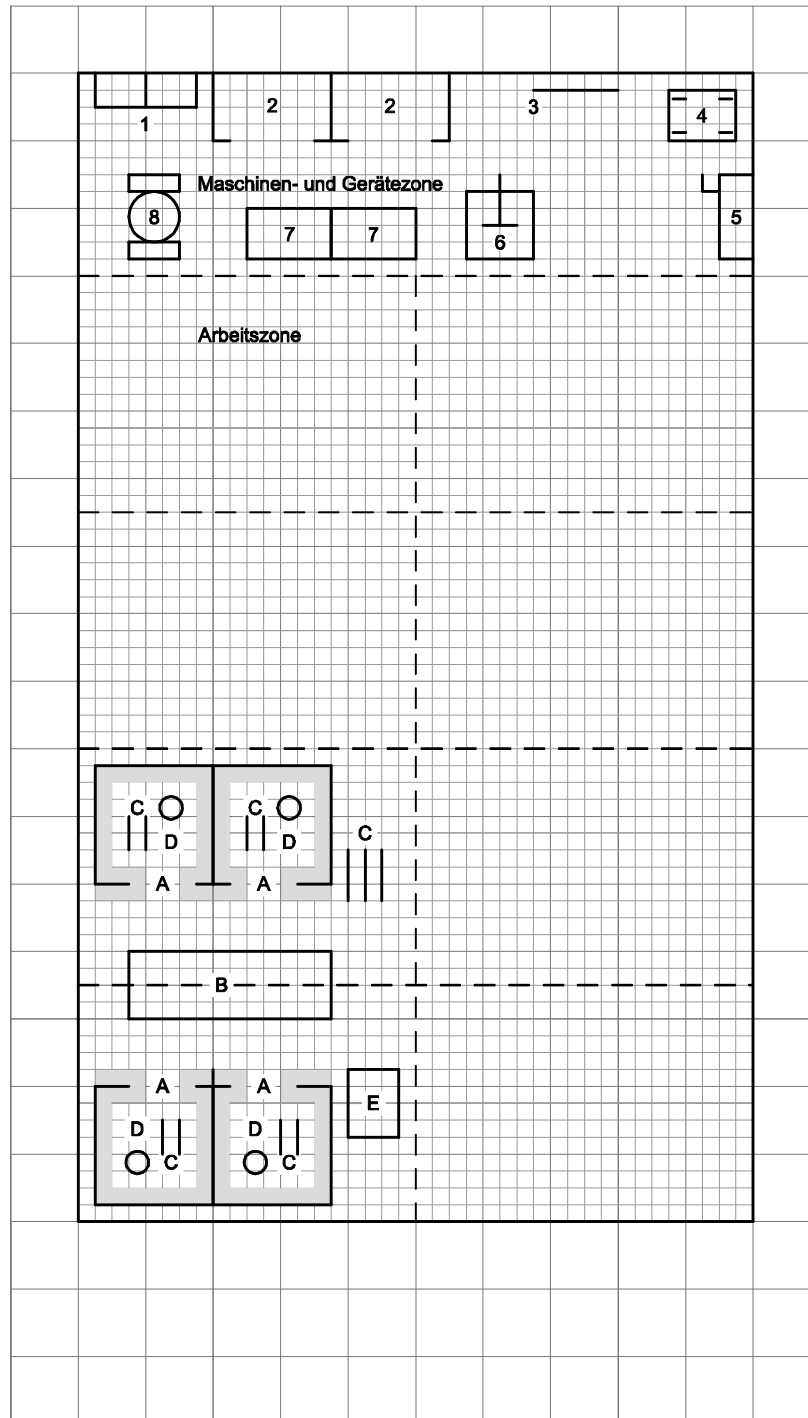 2 2 3 4
1
Maschinen- und Gerätezone
8 7 7 6 5
Arbeitszone
C C C
D D
A A
B
A A E
D D
C C